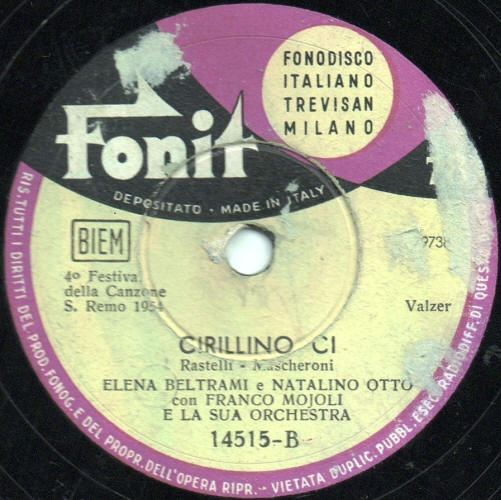 FONODISCO
ITALIANO
TREVISAN
MILANO
Fonit
DEPOSITATO - MADE IN ITALY
BIEM
4º Festiva
della Canzone
S. Remo 1954
Valzer
CIRILLINO CI
Rastelli - Mascheroni
ELENA BELTRAMI e NATALINO OTTO
con FRANCO MOJOLI
E LA SUA ORCHESTRA
14515-B
RIS. TUTTI I DIRITTI DEL PROD. FONOG. E DEL PROPR. DELL'OPERA RIPR. - VIETATA DUPLIC. PUBBL. ESEC. RADIODIFF. DI QUEST